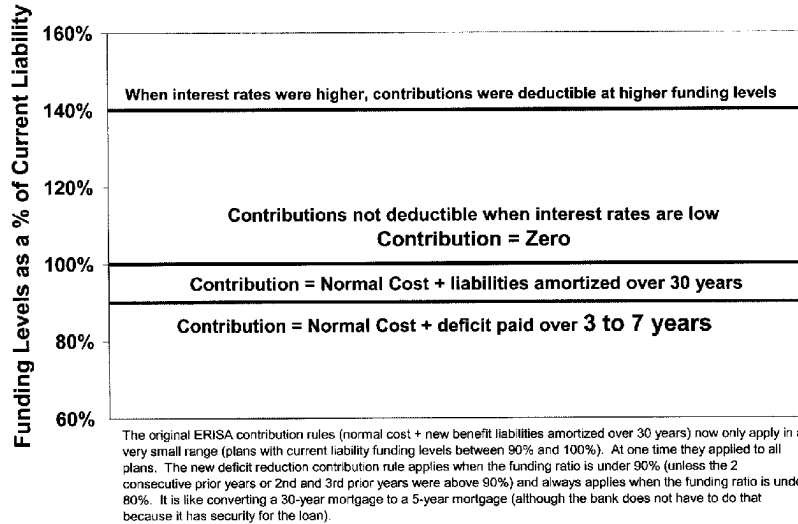 Funding Levels as a % of Current Liability
160%
When interest rates were higher, contributions were deductible at higher funding levels
140%
120%
Contributions not deductible when interest rates are low
Contribution = Zero
100%
Contribution = Normal Cost + liabilities amortized over 30 years
Contribution = Normal Cost + deficit paid over 3 to 7 years
80%
60%
The original ERISA contribution rules (normal cost + new benefit liabilities amortized over 30 years) now only apply in
very small range (plans with current liability funding levels between 90% and 100%). At one time they applied to all
plans. The new deficit reduction contribution rule applies when the funding ratio is under 90% (unless the 2
consecutive prior years or 2nd and 3rd prior years were above 90%) and always applies when the funding ratio is
80%. It is like converting a 30-year mortgage to a 5-year mortgage (although the bank does not have to do that
because it has security for the loan).